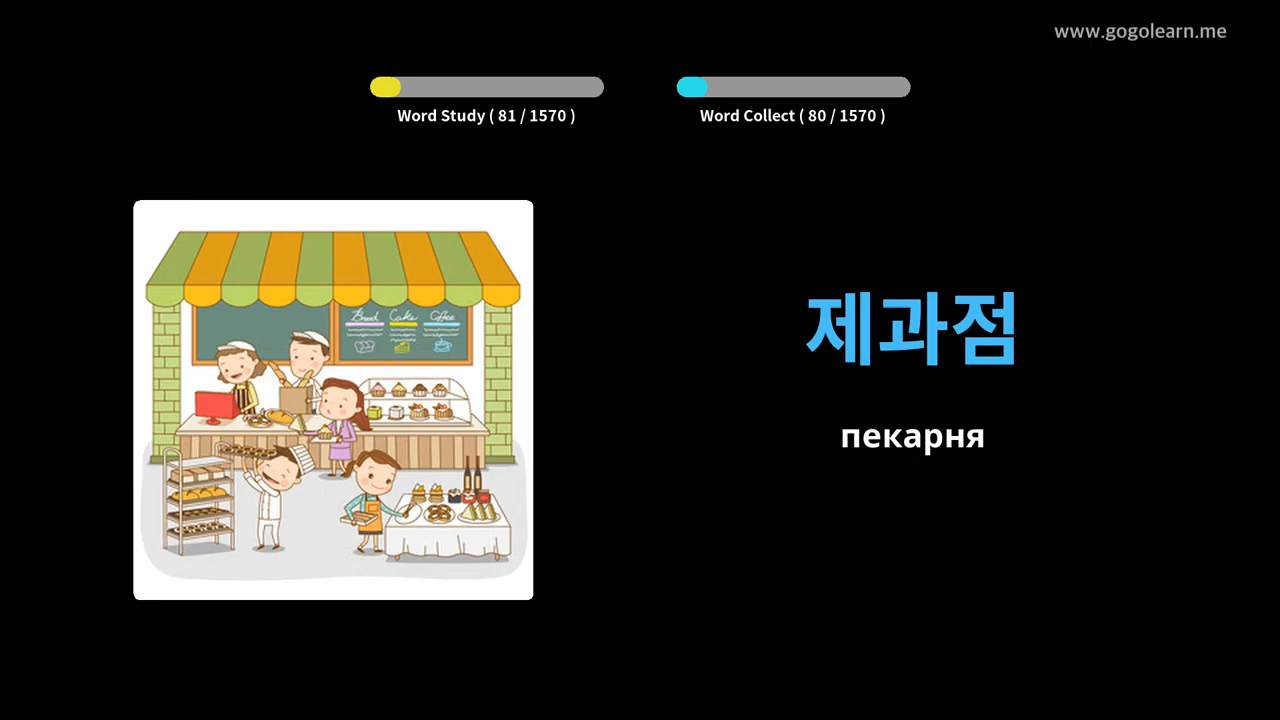 www.gogolearn.me
Word Study ( 81 / 1570 )
Word Collect ( 80 / 1570 )
Bread Cake Coffee
제과점
пекарня